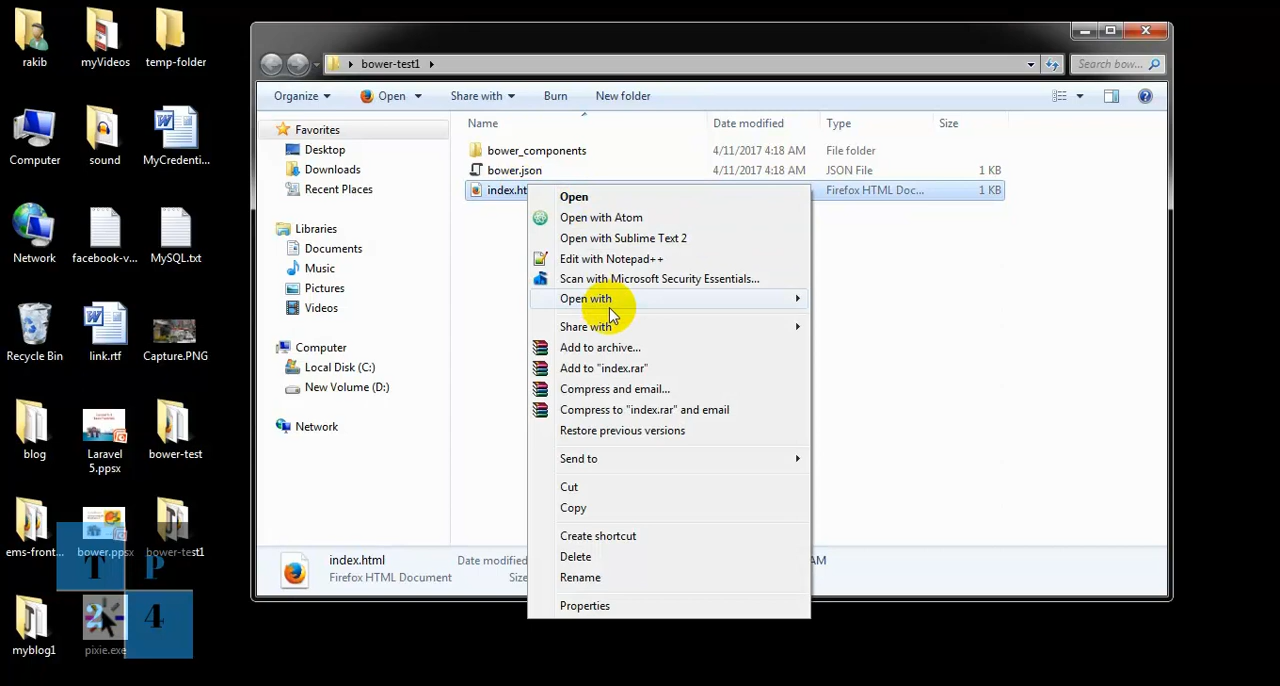 rakib
myVideos
temp-folder
Computer
sound
MyCredenti...
Network
facebook-v...
MySQL.txt
Recycle Bin
link.rtf
Capture.PNG
blog
Laravel
5.ppsx
bower-test
ems-front...
bower.ppsx
bower-test1
T P
myblog1
pixie.exe
2 4
bower-test1
Search bow...
Organize
Open
Share with
Burn
New folder
Favorites
Desktop
Downloads
Recent Places
Libraries
Documents
Music
Pictures
Videos
Computer
Local Disk (C:)
New Volume (D:)
Network
Name Date modified Type Size
bower_components 4/11/2017 4:18 AM File folder
bower.json 4/11/2017 4:18 AM JSON File 1 KB
index.ht Firefox HTML Doc... 1 KB
Open
Open with Atom
Open with Sublime Text 2
Edit with Notepad++
Scan with Microsoft Security Essentials...
Open with
Share with
Add to archive...
Add to "index.rar"
Compress and email...
Compress to "index.rar" and email
Restore previous versions
Send to
Cut
Copy
Create shortcut
Delete
Rename
Properties
index.html Date modified AM
Firefox HTML Document Size